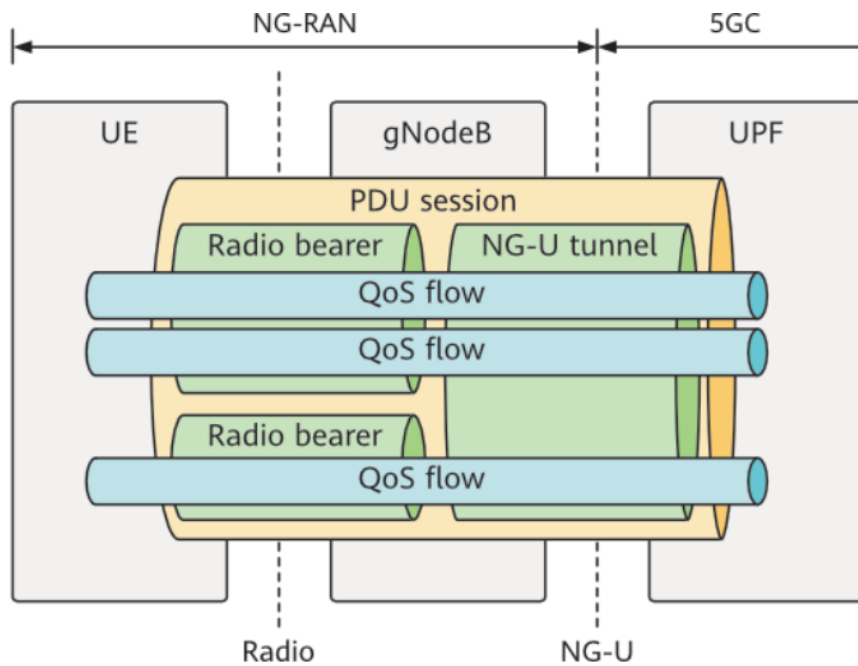 NG-RAN
5GC
UE
gNodeB
UPF
PDU session
Radio bearer
NG-U tunnel
QoS flow
QoS flow
Radio bearer
QoS flow
Radio
NG-U